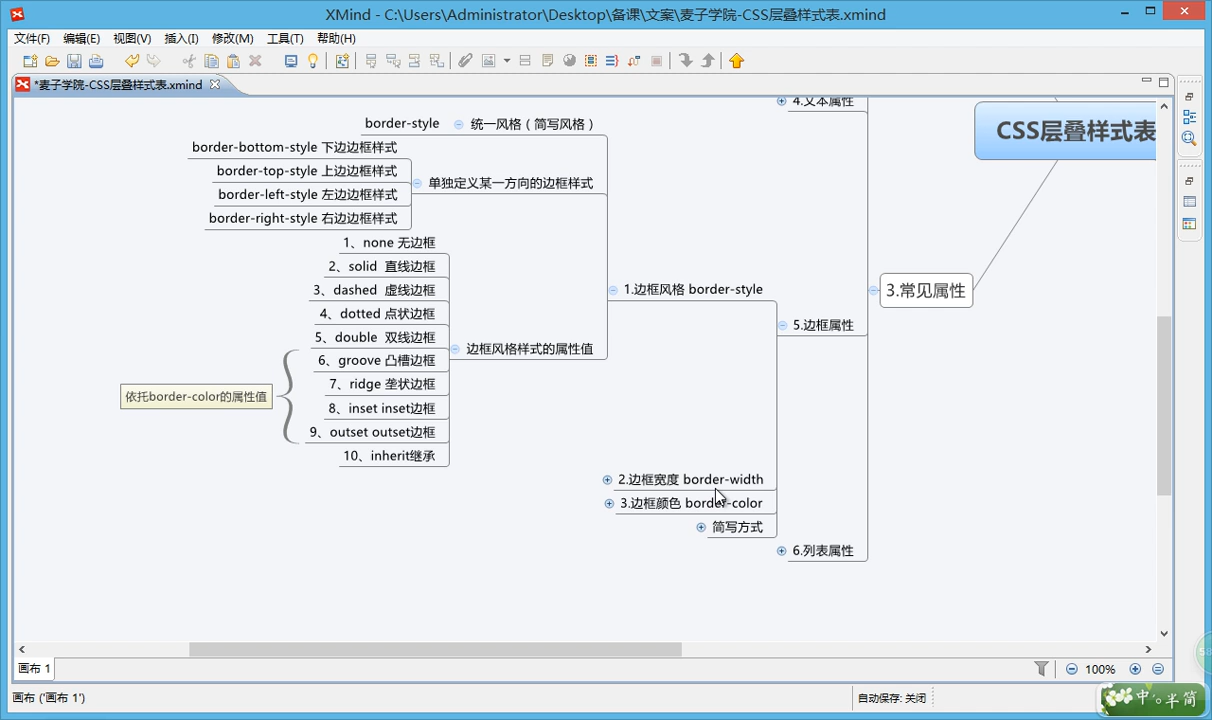 XMind - C:\Users\Administrator\Desktop\备课\文案\麦子学院-CSS层叠样式表.xmind
文件(F) 编辑(E) 视图(V) 插入(I) 修改(M) 工具(T) 帮助(H)
*麦子学院-CSS层叠样式表.xmind
4.文本属性
CSS层叠样式表
border-style 统一风格（简写风格）
border-bottom-style 下边边框样式
border-top-style 上边边框样式
单独定义某一方向的边框样式
border-left-style 左边边框样式
border-right-style 右边边框样式
1、none 无边框
2、solid 直线边框
3、dashed 虚线边框
1.边框风格 border-style
3.常见属性
4、dotted 点状边框
5.边框属性
5、double 双线边框
边框风格样式的属性值
6、groove 凸槽边框
7、ridge 垄状边框
依托border-color的属性值
8、inset inset边框
9、outset outset边框
10、inherit继承
2.边框宽度 border-width
3.边框颜色 border-color
简写方式
6.列表属性
画布 1
100%
画布 ('画布 1')
自动保存: 关闭
中 半 简
58